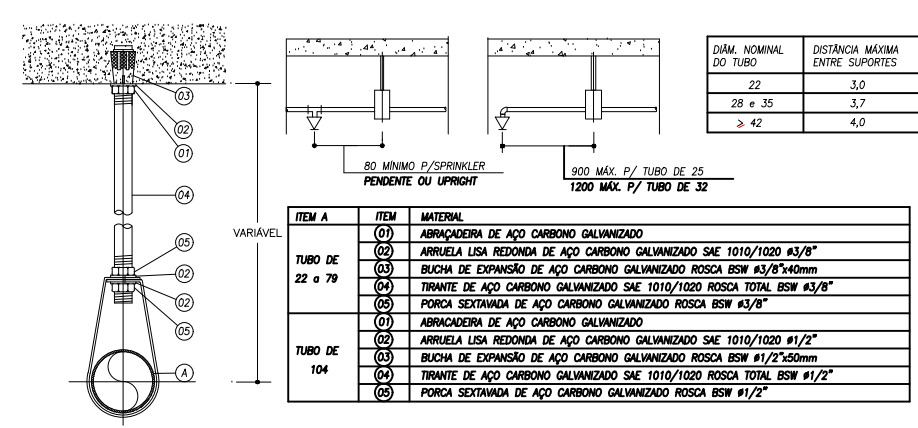 03
02
01
04
05
02
02
05
A
VARIÁVEL
80 MÍNIMO P/SPRINKLER
PENDENTE OU UPRIGHT
900 MÁX. P/ TUBO DE 25
1200 MÁX. P/ TUBO DE 32
DIÂM. NOMINAL DO TUBO DISTÂNCIA MÁXIMA ENTRE SUPORTES
22 3,0
28 e 35 3,7
≥ 42 4,0
ITEM A ITEM MATERIAL
TUBO DE 22 a 79
01 ABRAÇADEIRA DE AÇO CARBONO GALVANIZADO
02 ARRUELA LISA REDONDA DE AÇO CARBONO GALVANIZADO SAE 1010/1020 ø3/8"
03 BUCHA DE EXPANSÃO DE AÇO CARBONO GALVANIZADO ROSCA BSW ø3/8"x40mm
04 TIRANTE DE AÇO CARBONO GALVANIZADO SAE 1010/1020 ROSCA TOTAL BSW ø3/8"
05 PORCA SEXTAVADA DE AÇO CARBONO GALVANIZADO ROSCA BSW ø3/8"
TUBO DE 104
01 ABRACADEIRA DE AÇO CARBONO GALVANIZADO
02 ARRUELA LISA REDONDA DE AÇO CARBONO GALVANIZADO SAE 1010/1020 ø1/2"
03 BUCHA DE EXPANSÃO DE AÇO CARBONO GALVANIZADO ROSCA BSW ø1/2"x50mm
04 TIRANTE DE AÇO CARBONO GALVANIZADO SAE 1010/1020 ROSCA TOTAL BSW ø1/2"
05 PORCA SEXTAVADA DE AÇO CARBONO GALVANIZADO ROSCA BSW ø1/2"